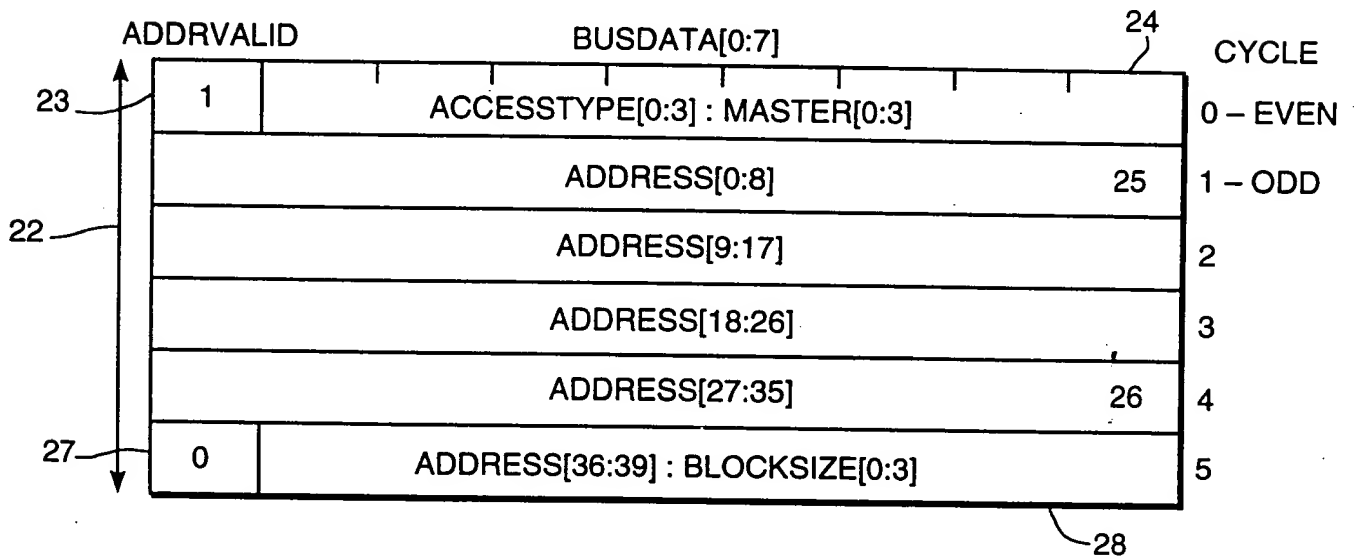 ADDRVALID BUSDATA[0:7] 24 CYCLE
23 1 ACCESSTYPE[0:3] : MASTER[0:3] 0 – EVEN
ADDRESS[0:8] 25 1 – ODD
22 ADDRESS[9:17] 2
ADDRESS[18:26] 3
ADDRESS[27:35] 26 4
27 0 ADDRESS[36:39] : BLOCKSIZE[0:3] 5
28